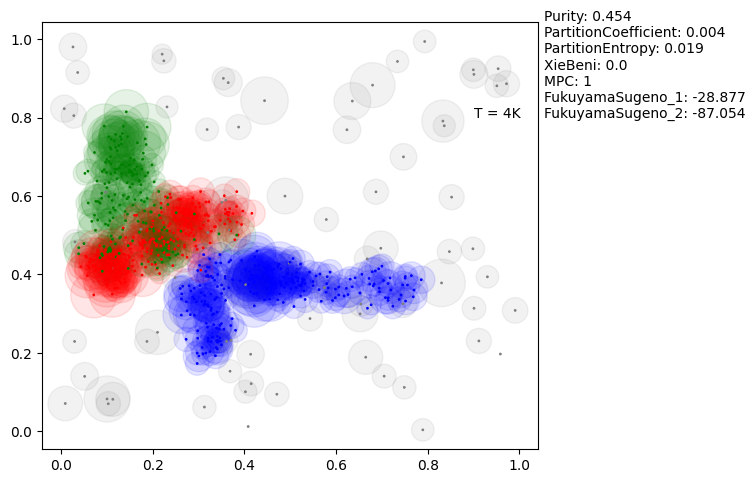 Purity: 0.454
PartitionCoefficient: 0.004
PartitionEntropy: 0.019
XieBeni: 0.0
MPC: 1
FukuyamaSugeno_1: -28.877
FukuyamaSugeno_2: -87.054
T = 4K
1.0
0.8
0.6
0.4
0.2
0.0
0.0 0.2 0.4 0.6 0.8 1.0